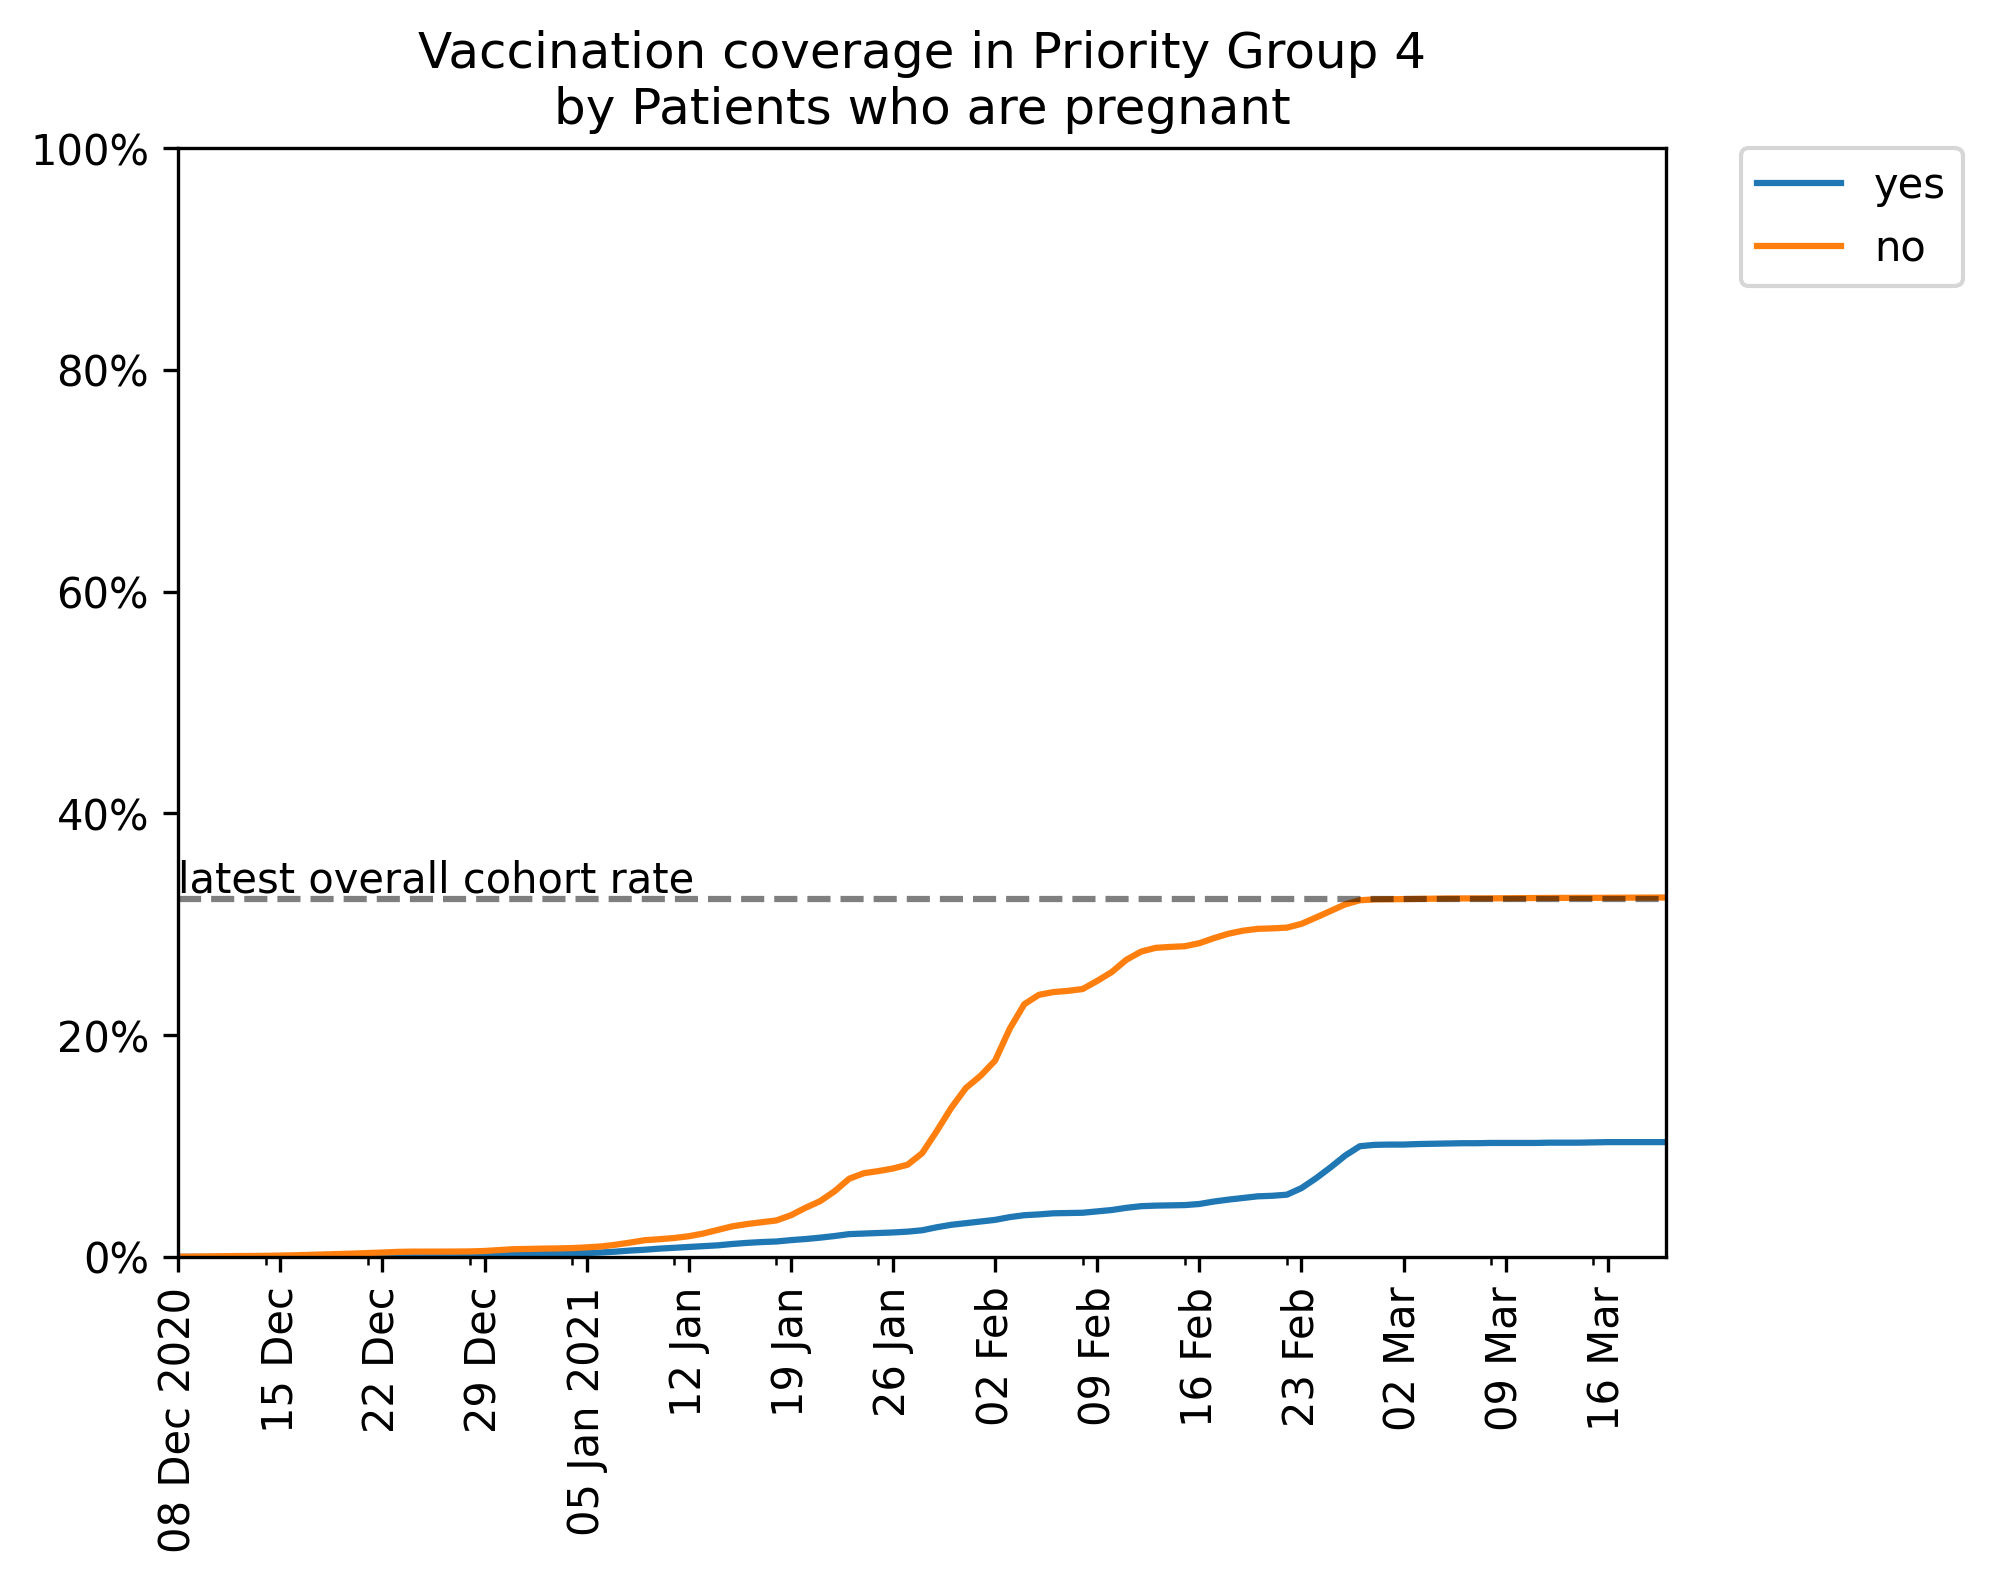 Vaccination coverage in Priority Group 4
by Patients who are pregnant
100%
80%
60%
40%
20%
0%
latest overall cohort rate
yes
no
08 Dec 2020
15 Dec
22 Dec
29 Dec
05 Jan 2021
12 Jan
19 Jan
26 Jan
02 Feb
09 Feb
16 Feb
23 Feb
02 Mar
09 Mar
16 Mar